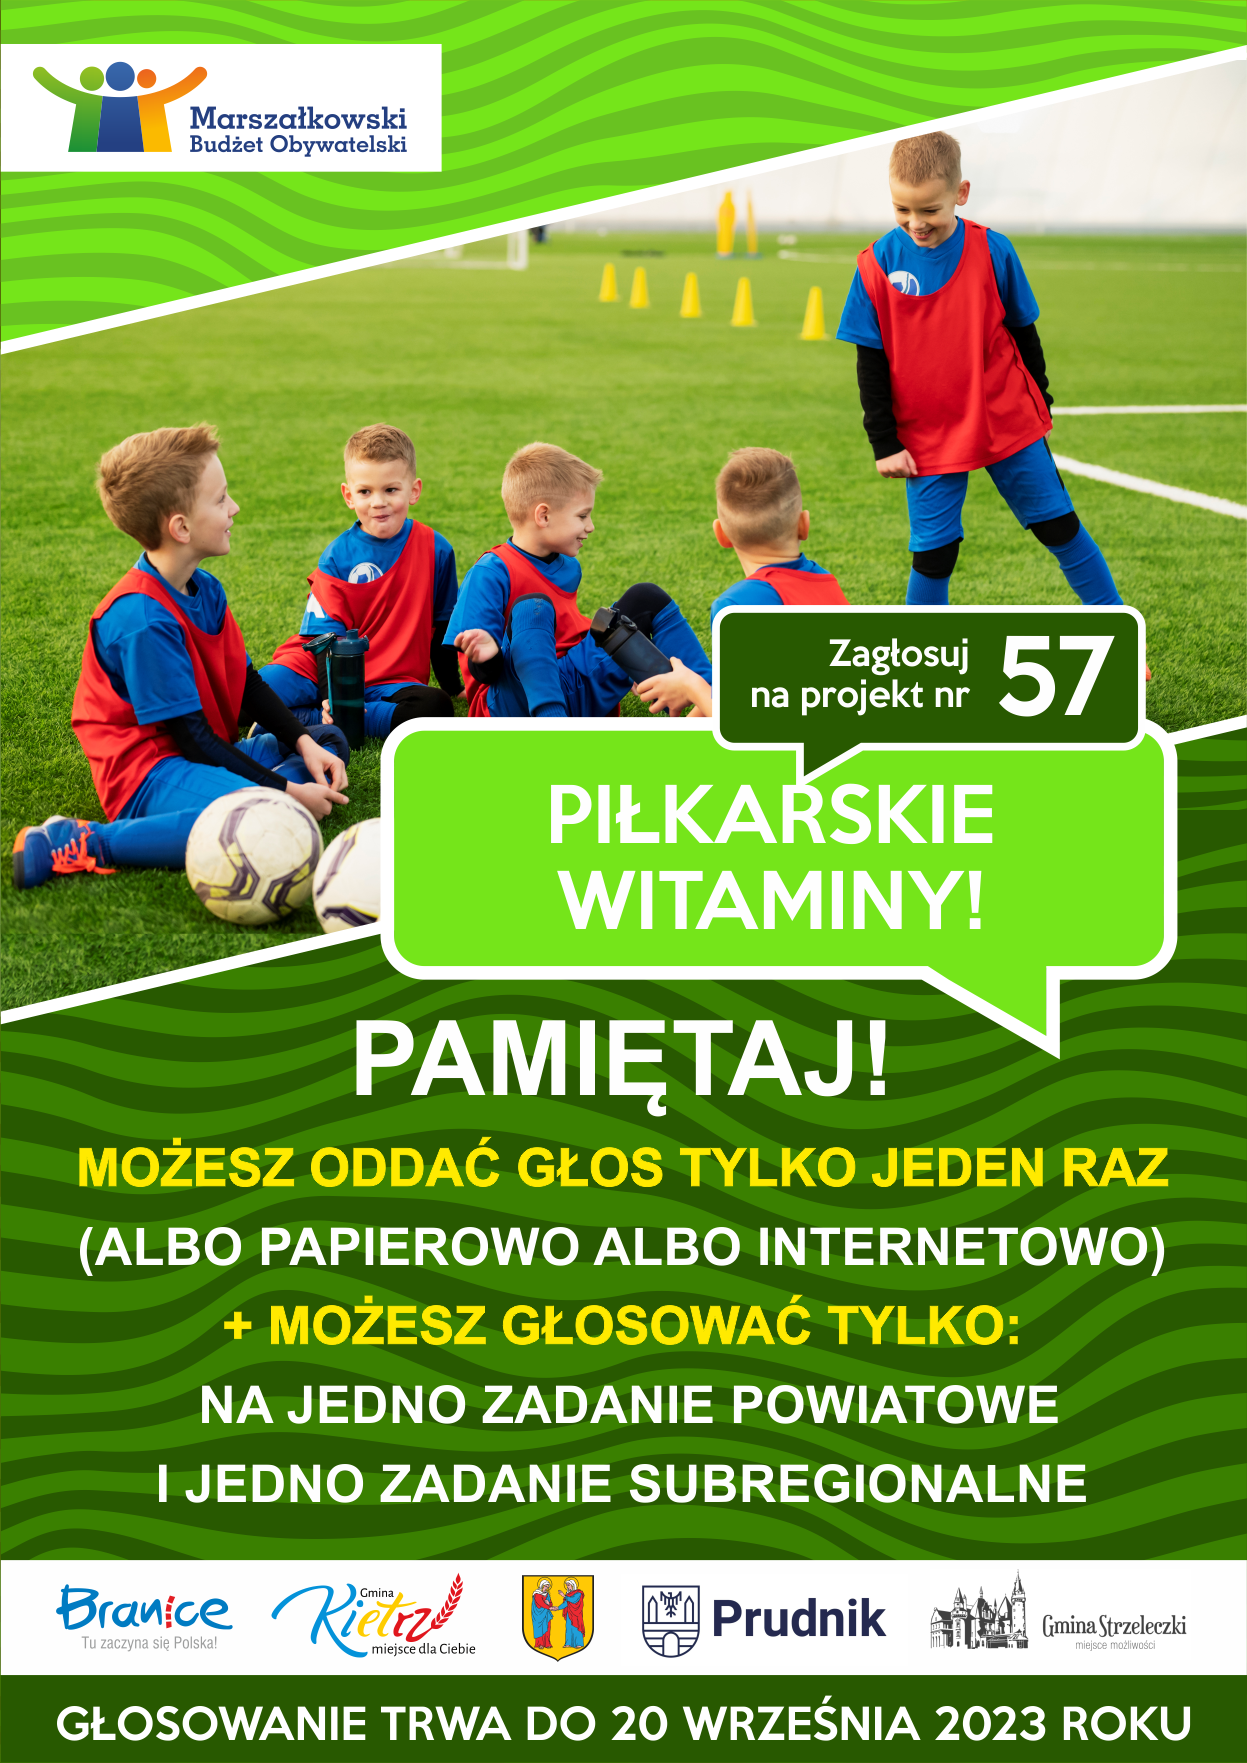 Marszałkowski
Budżet Obywatelski
Zagłosuj
na projekt nr
57
PIŁKARSKIE
WITAMINY!
PAMIĘTAJ!
MOŻESZ ODDAĆ GŁOS TYLKO JEDEN RAZ
(ALBO PAPIEROWO ALBO INTERNETOWO)
+ MOŻESZ GŁOSOWAĆ TYLKO:
NA JEDNO ZADANIE POWIATOWE
I JEDNO ZADANIE SUBREGIONALNE
Branice
Tu zaczyna się Polska!
Gmina
Kietrz
miejsce dla Ciebie
Prudnik
Gmina Strzeleczki
miejsce możliwości
GŁOSOWANIE TRWA DO 20 WRZEŚNIA 2023 ROKU